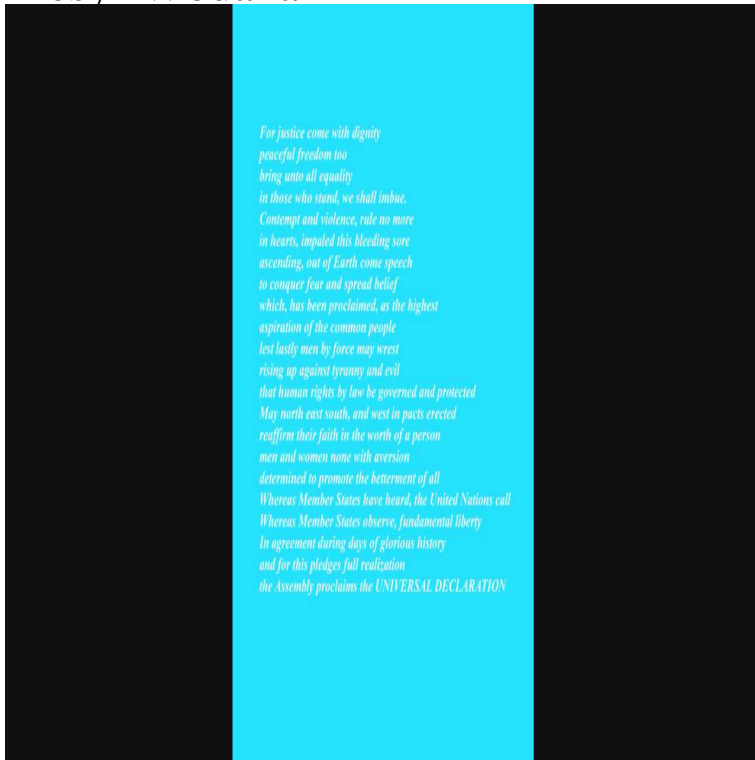 For justice come with dignity
peaceful freedom too
bring unto all equality
in those who stand, we shall imbue.
Contempt and violence, rule no more
in hearts, impaled this bleeding sore
ascending, out of Earth come speech
to conquer fear and spread belief
which, has been proclaimed, as the highest
aspiration of the common people
lest lastly men by force may wrest
rising up against tyranny and evil
that human rights by law be governed and protected
May north east south, and west in pacts erected
reaffirm their faith in the worth of a person
men and women none with aversion
determined to promote the betterment of all
Whereas Member States have heard, the United Nations call
Whereas Member States observe, fundamental liberty
In agreement during days of glorious history
and for this pledges full realization
the Assembly proclaims the UNIVERSAL DECLARATION